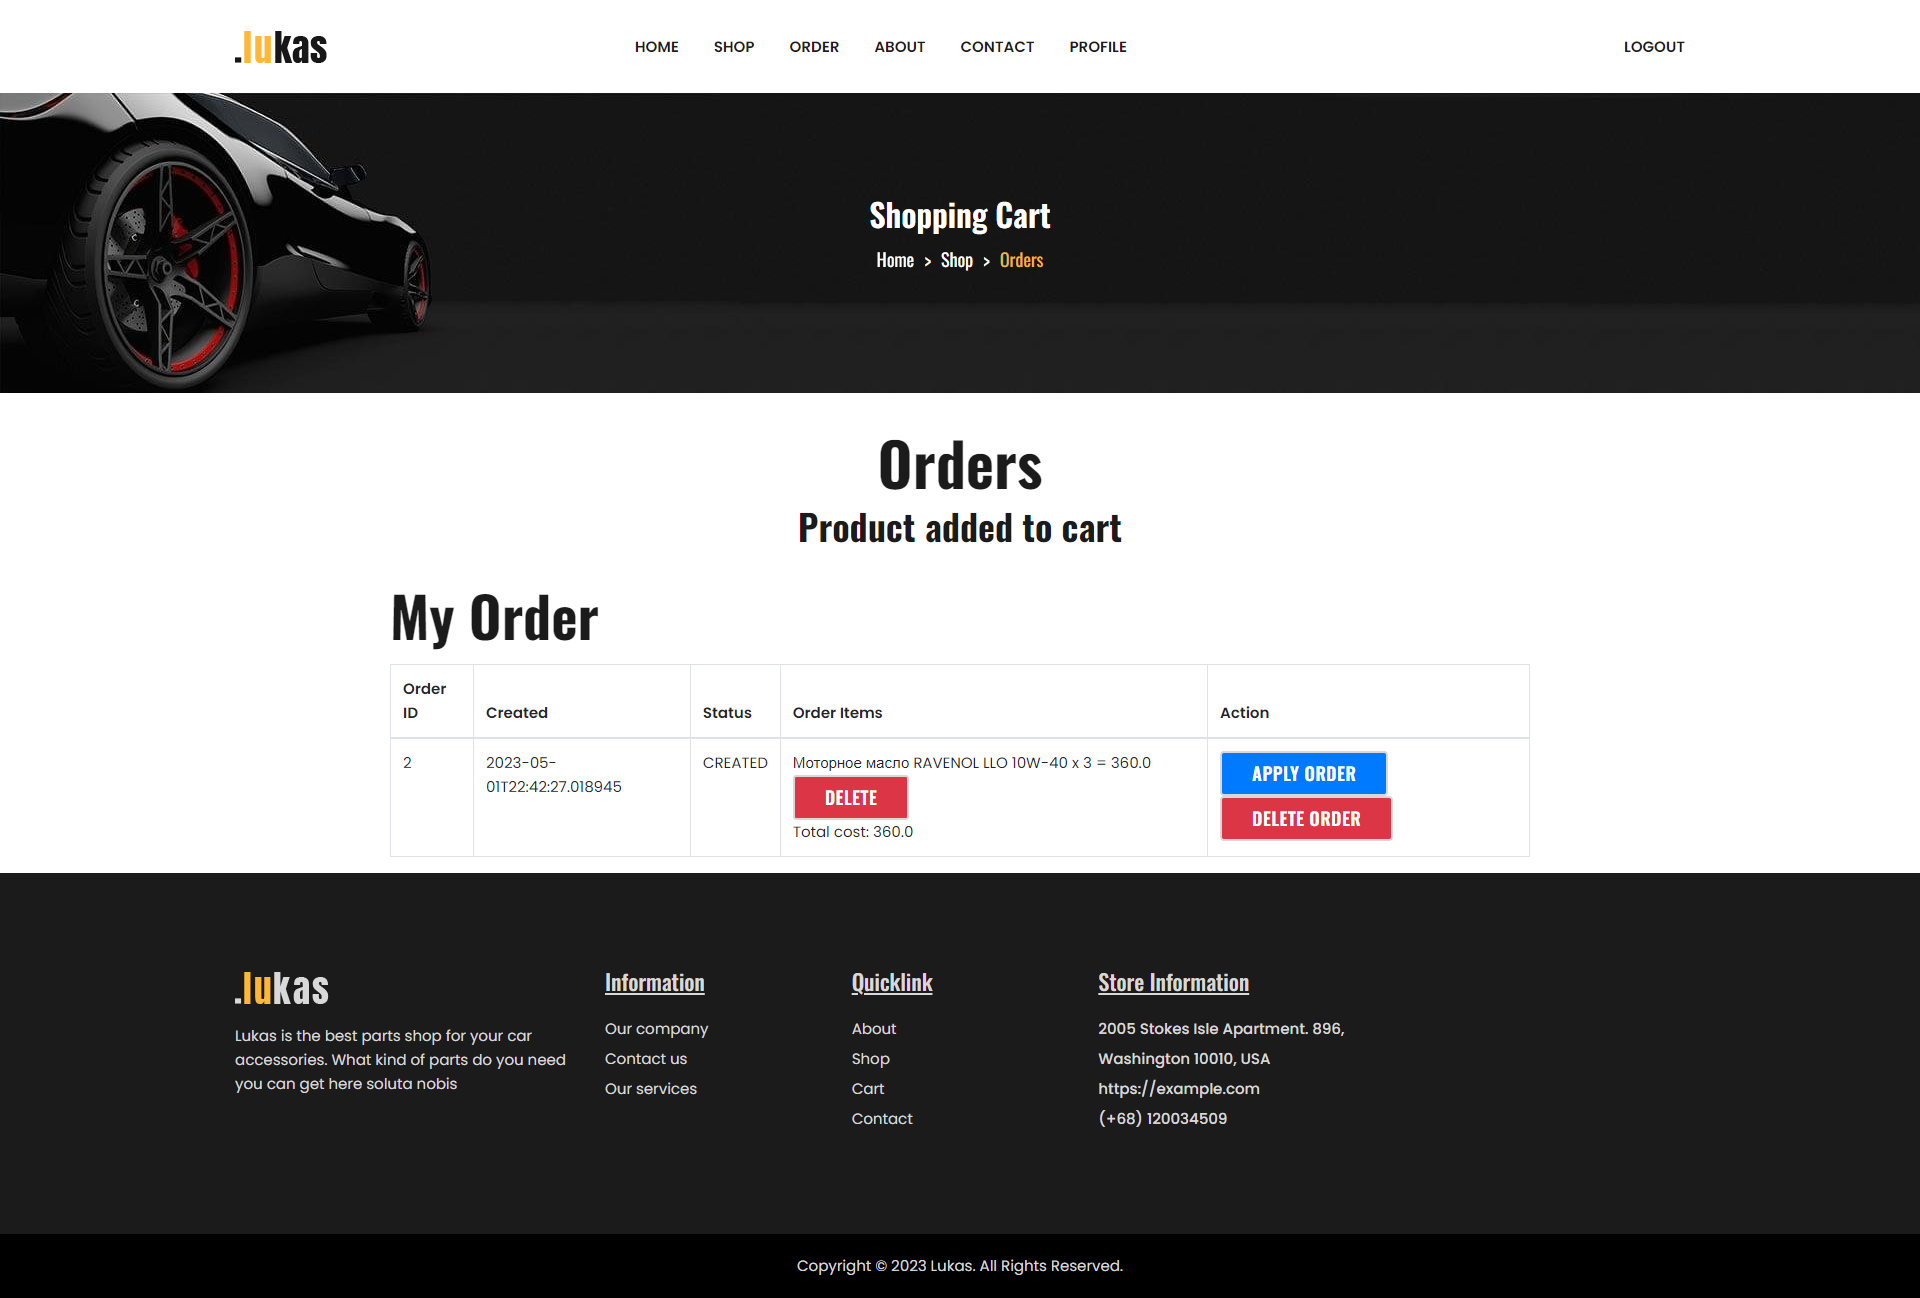 .lukas
HOME SHOP ORDER ABOUT CONTACT PROFILE LOGOUT
Shopping Cart
Home > Shop > Orders
Orders
Product added to cart
My Order
Order ID Created Status Order Items Action
2
2023-05-
01T22:42:27.018945
CREATED
Моторное масло RAVENOL LLO 10W-40 x 3 = 360.0
DELETE
Total cost: 360.0
APPLY ORDER
DELETE ORDER
.lukas
Lukas is the best parts shop for your car
accessories. What kind of parts do you need
you can get here soluta nobis
Information
Our company
Contact us
Our services
Quicklink
About
Shop
Cart
Contact
Store Information
2005 Stokes Isle Apartment. 896,
Washington 10010, USA
https://example.com
(+68) 120034509
Copyright © 2023 Lukas. All Rights Reserved.